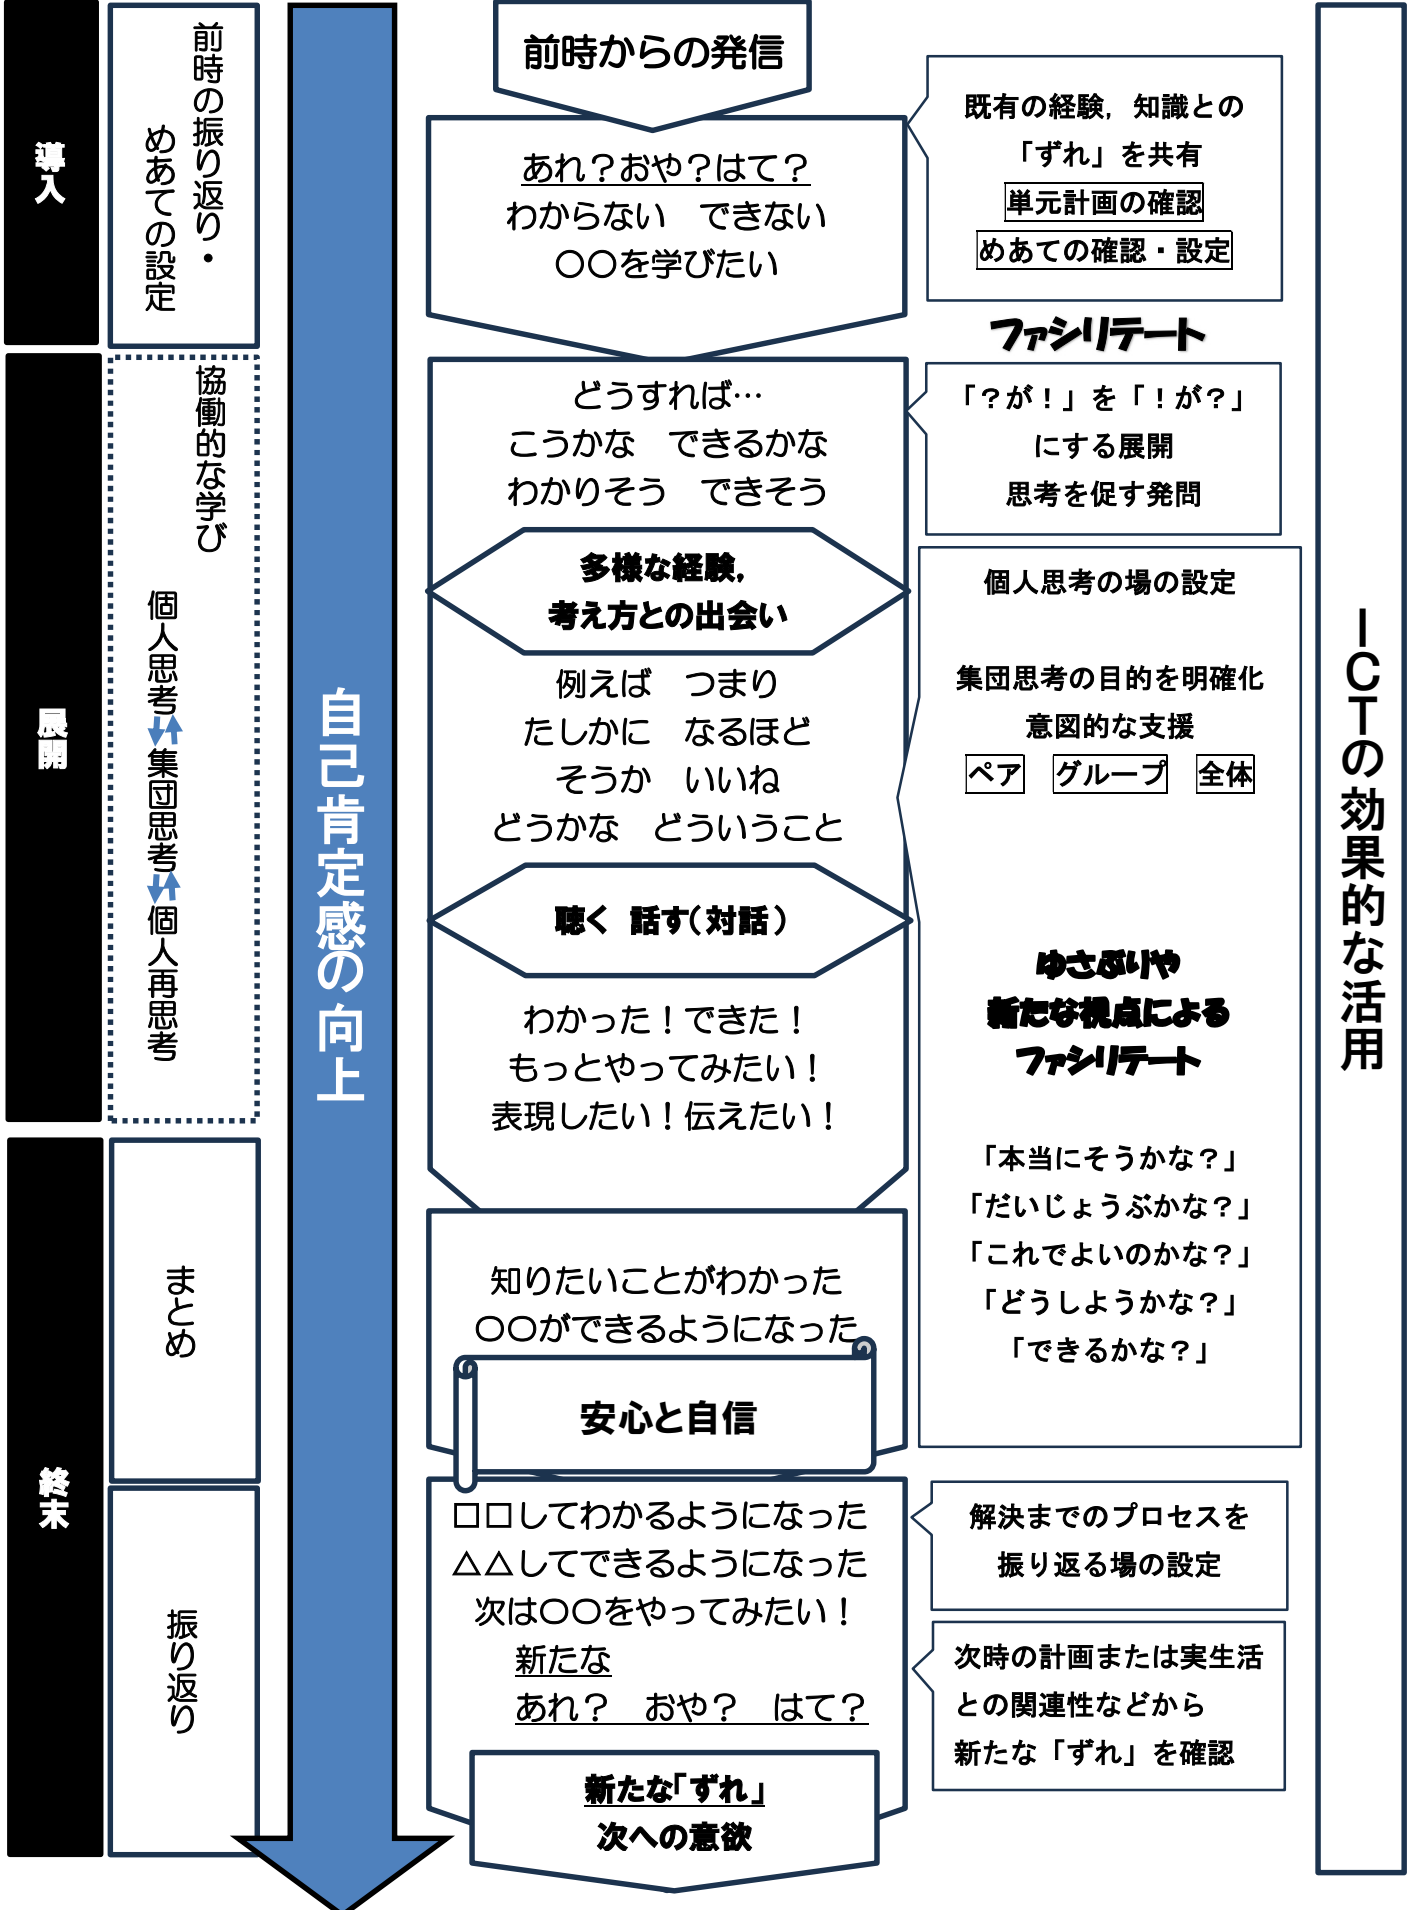 導入
前時の振り返り・
めあての設定
前時からの発信
あれ？おや？はて？
わからない　できない
〇〇を学びたい
既有の経験，知識との
「ずれ」を共有
単元計画の確認
めあての確認・設定
ファシリテート
展開
協働的な学び
個人思考
集団思考
個人再思考
自己肯定感の向上
どうすれば…
こうかな　できるかな
わかりそう　できそう
「？が！」を「！が？」
にする展開
思考を促す発問
多様な経験，
考え方との出会い
例えば　つまり
たしかに　なるほど
そうか　いいね
どうかな　どういうこと
聴く　話す（対話）
わかった！できた！
もっとやってみたい！
表現したい！伝えたい！
個人思考の場の設定
集団思考の目的を明確化
意図的な支援
ペア　グループ　全体
ゆさぶりや
新たな視点による
ファシリテート
「本当にそうかな？」
「だいじょうぶかな？」
「これでよいのかな？」
「どうしようかな？」
「できるかな？」
終末
まとめ
知りたいことがわかった
〇〇ができるようになった
安心と自信
振り返り
□□してわかるようになった
△△してできるようになった
次は〇〇をやってみたい！
新たな
あれ？　おや？　はて？
新たな「ずれ」
次への意欲
解決までのプロセスを
振り返る場の設定
次時の計画または実生活
との関連性などから
新たな「ずれ」を確認
ICTの効果的な活用